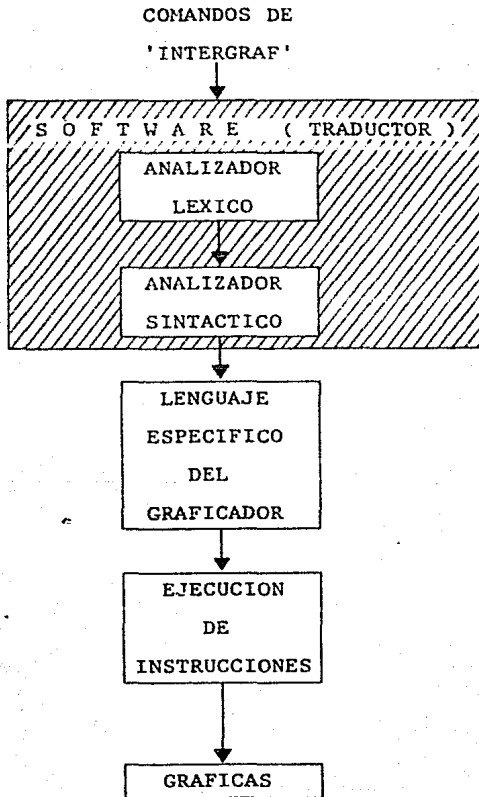 COMANDOS DE
'INTERGRAF'
S O F T W A R E ( TRADUCTOR )
ANALIZADOR
LEXICO
ANALIZADOR
SINTACTICO
LENGUAJE
ESPECIFICO
DEL
GRAFICADOR
EJECUCION
DE
INSTRUCCIONES
GRAFICAS